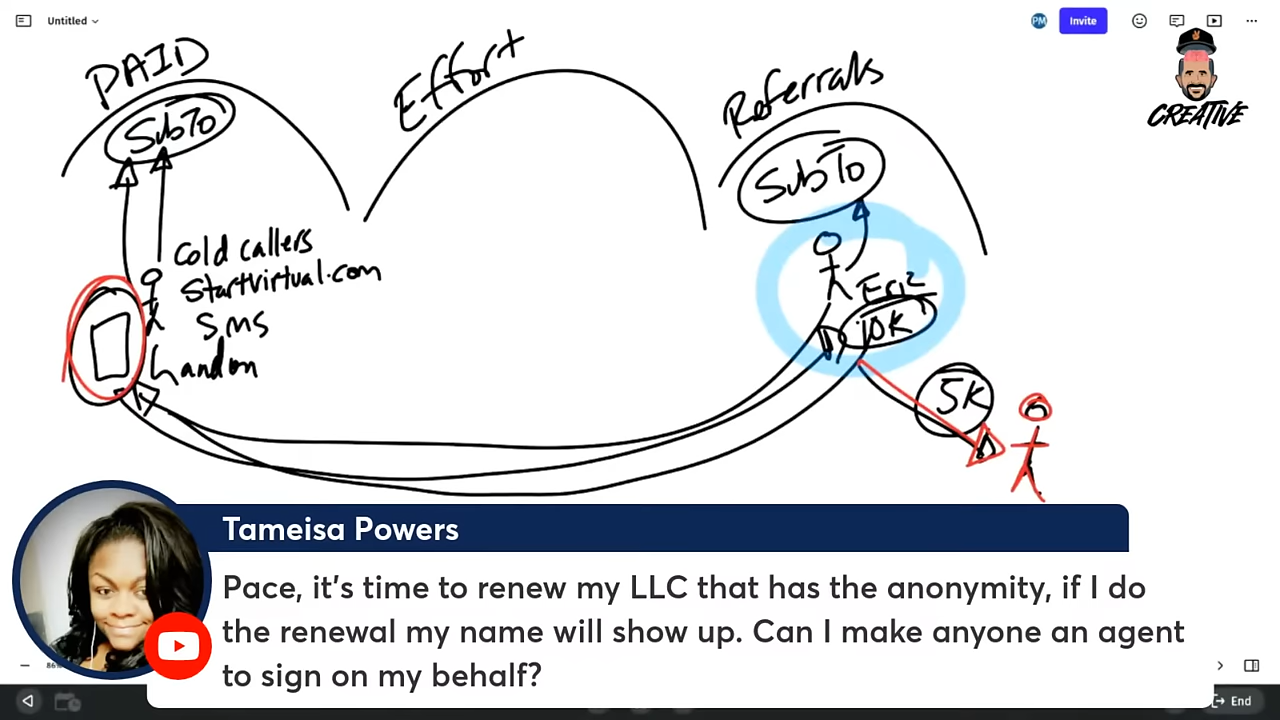 Untitled
PM
Invite
PAID
Effort
Referrals
CREATIVE
SubTo
SubTo
cold callers
Startvirtual.com
SMS
Landon
10K
5K
Tameisa Powers
Pace, it's time to renew my LLC that has the anonymity, if I do
the renewal my name will show up. Can I make anyone an agent
to sign on my behalf?
End